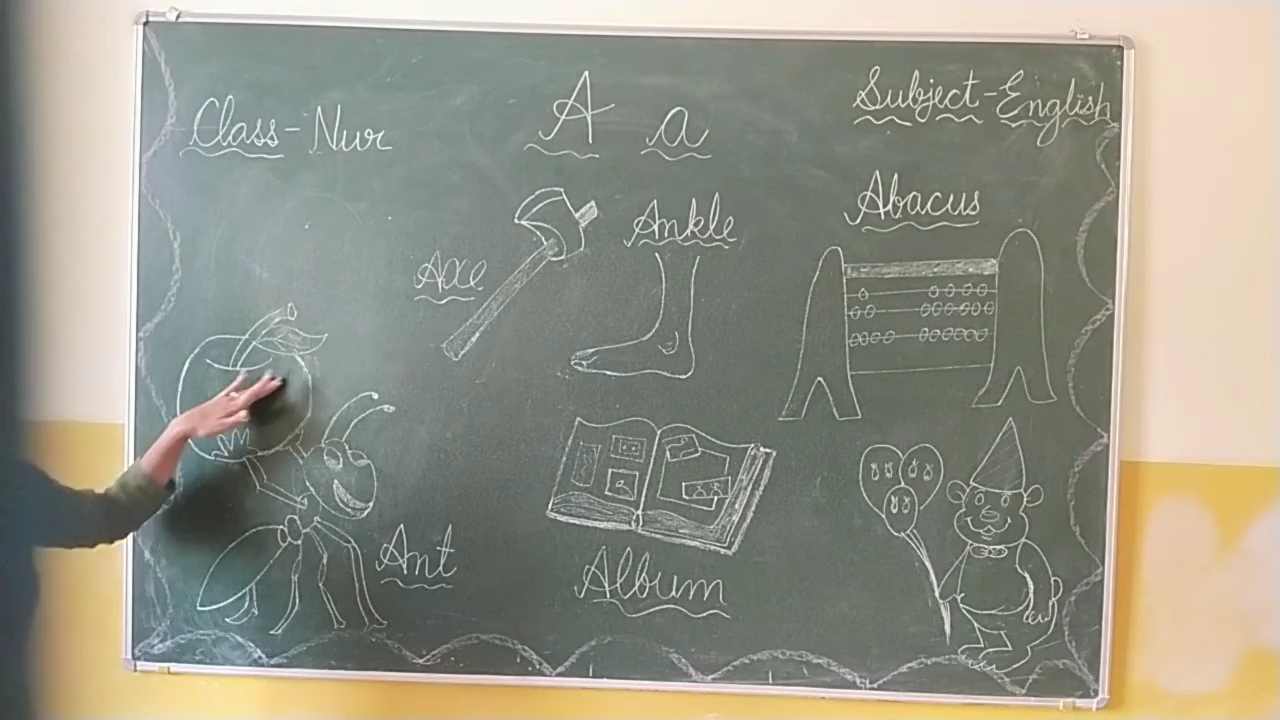 Class-Nur
A a
Subject-English
Axe
Ankle
Abacus
Ant
Album